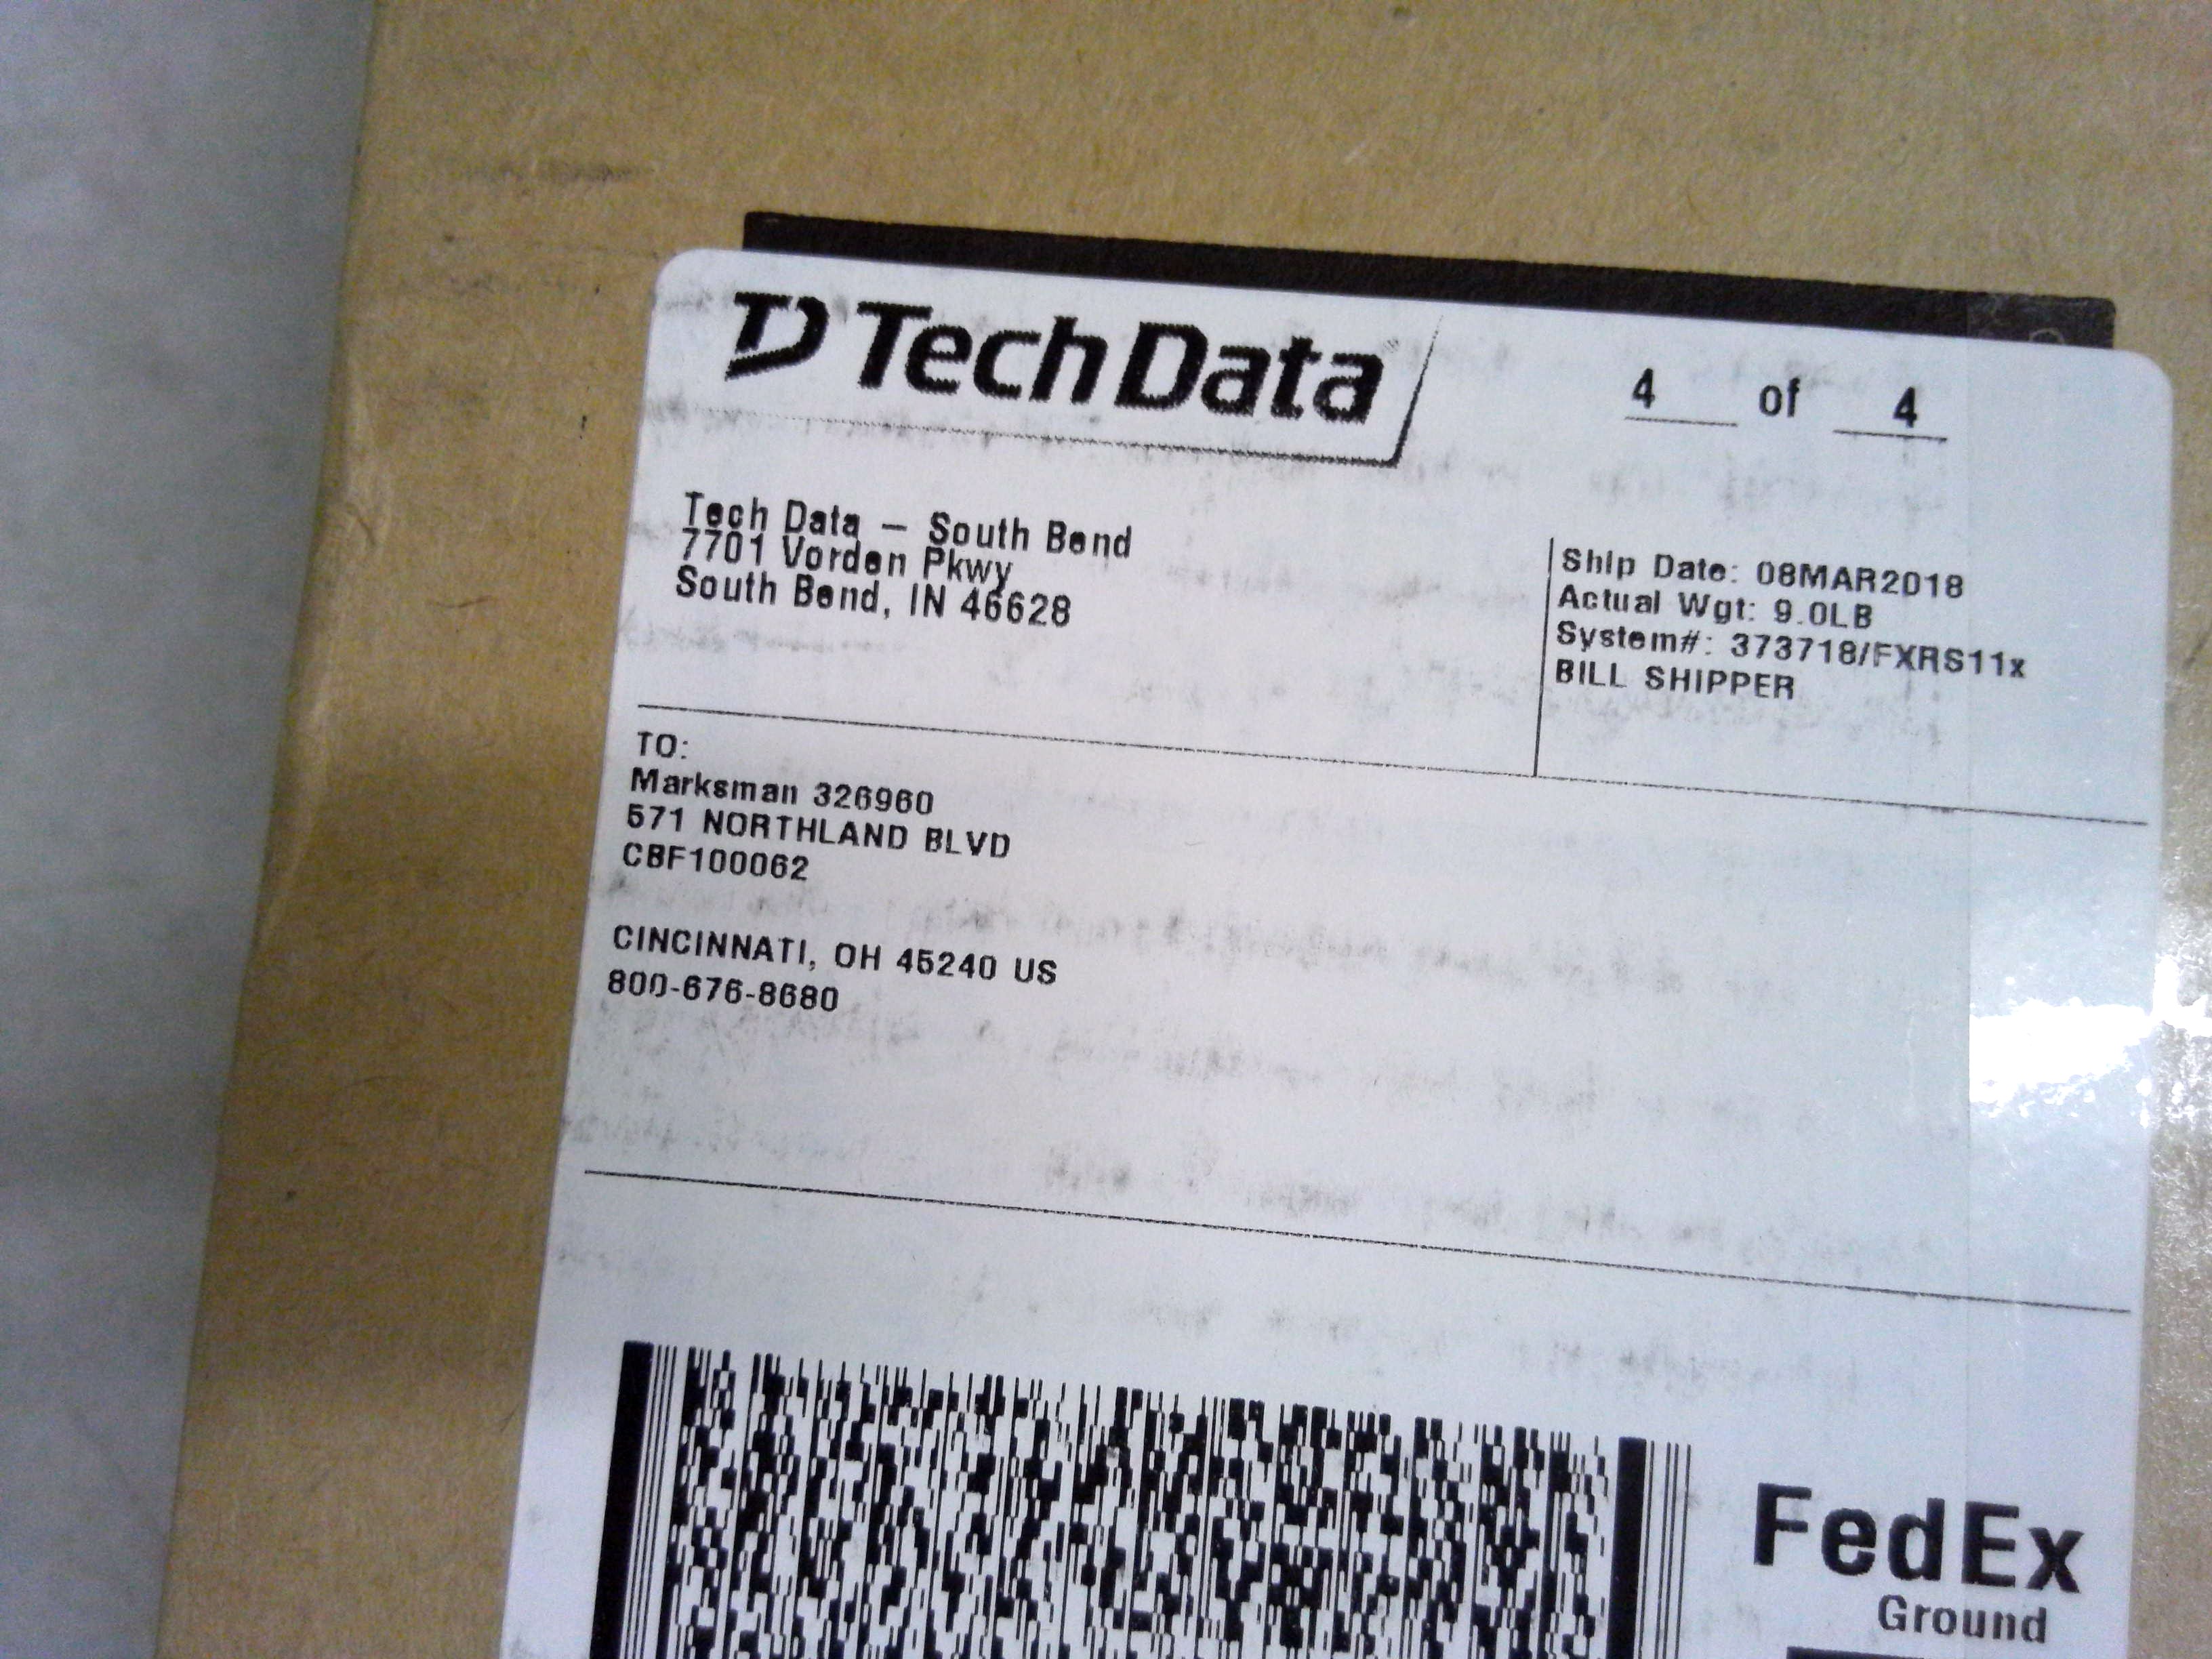 TD TechData
4 of 4
Tech Data – South Bend
7701 Vorden Pkwy
South Bend, IN 46628
Ship Date: 08MAR2018
Actual Wgt: 9.0LB
System#: 373718/FXRS11x
BILL SHIPPER
TO:
Marksman 326960
571 NORTHLAND BLVD
CBF100062
CINCINNATI, OH 45240 US
800-676-8680
FedEx
Ground